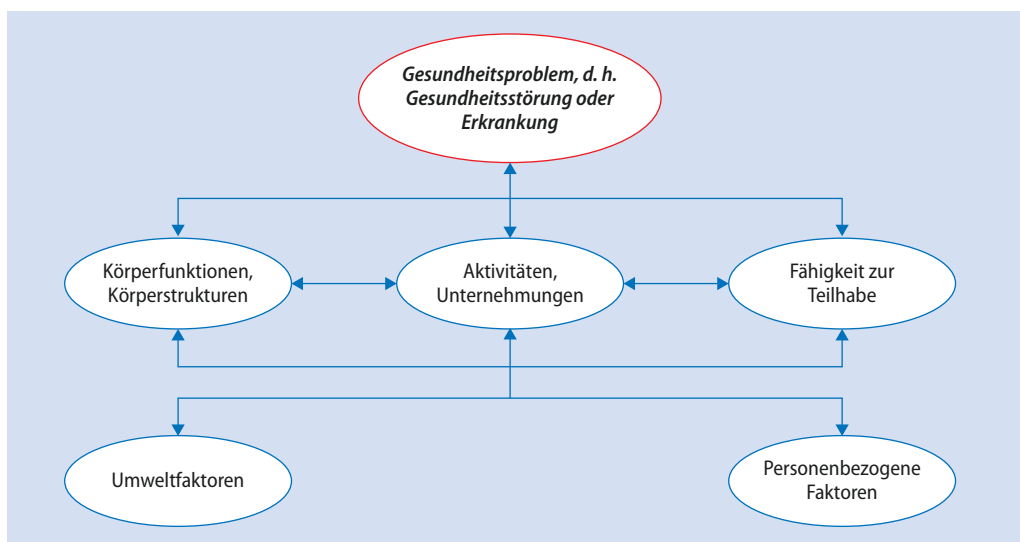 Gesundheitsproblem, d. h.
Gesundheitsstörung oder
Erkrankung
Körperfunktionen,
Körperstrukturen
Aktivitäten,
Unternehmungen
Fähigkeit zur
Teilhabe
Umweltfaktoren
Personenbezogene
Faktoren